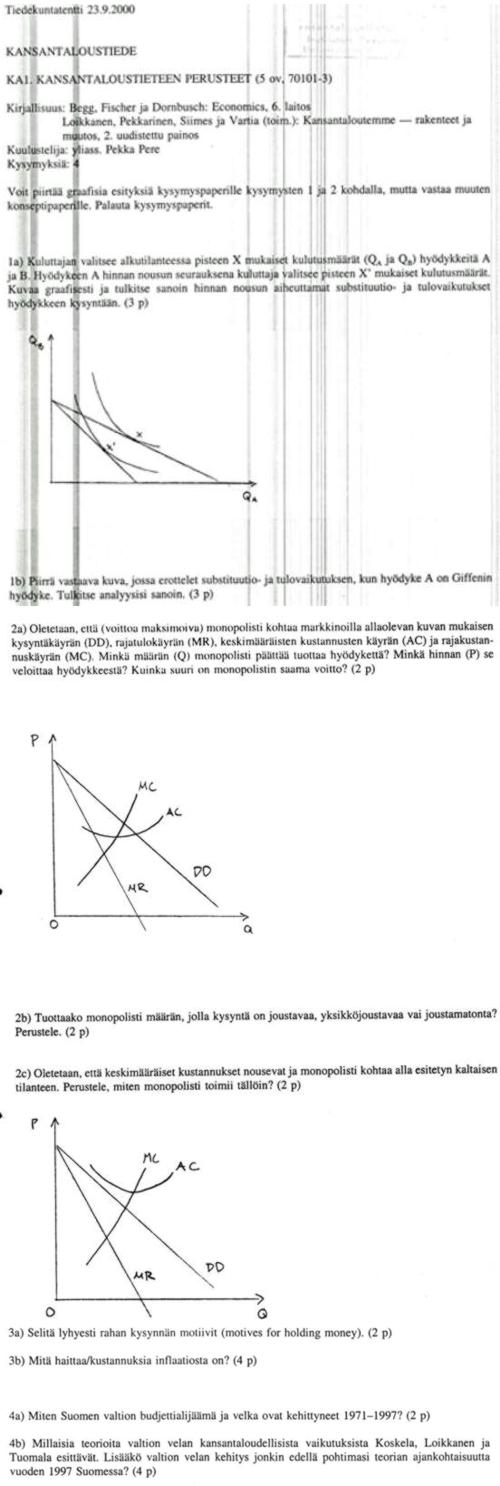 Tiedekuntatentti 23.9.2000
KANSANTALOUSTIEDE
KA1. KANSANTALOUSTIETEEN PERUSTEET (5 ov, 70101-3)
Kirjallisuus: Begg, Fischer ja Dornbusch: Economics, 6. laitos
Loikkanen, Pekkarinen, Siimes ja Vartia (toim.): Kansantaloutemme — rakenteet ja
muutos, 2. uudistettu painos
Kuulustelija: yliass. Pekka Pere
Kysymyksiä: 4
Voit piirtää graafisia esityksiä kysymyspaperille kysymysten 1 ja 2 kohdalla, mutta vastaa muuten
konseptipaperille. Palauta kysymyspaperit.
1a) Kuluttajan valitsee alkutilanteessa pisteen X mukaiset kulutusmäärät (QA ja QB) hyödykkeitä A
ja B. Hyödykeen A hinnan nousun seurauksena kuluttaja valitsee pisteen X' mukaiset kulutusmäärät.
Kuvaa graafisesti ja tulkitse sanoin hinnan nousun aiheuttamat substituutio- ja tulovaikutukset
hyödykkeen kysyntään. (3 p)
QB
X
X'
QA
1b) Piirrä vastaava kuva, jossa erottelet substituutio- ja tulovaikutuksen, kun hyödyke A on Giffenin
hyödyke. Tulkitse analyysisi sanoin. (3 p)
2a) Oletetaan, että (voittoa maksimoiva) monopolisti kohtaa markkinoilla allaolevan kuvan mukaisen
kysyntäkäyrän (DD), rajatulokäyrän (MR), keskimääräisten kustannusten käyrän (AC) ja rajakustan-
nuskäyrän (MC). Minkä määrän (Q) monopolisti päättää tuottaa hyödykettä? Minkä hinnan (P) se
veloittaa hyödykkeestä? Kuinka suuri on monopolistin saama voitto? (2 p)
P
MC
AC
DD
MR
O
Q
2b) Tuottaako monopolisti määrän, jolla kysyntä on joustavaa, yksikköjoustavaa vai joustamatonta?
Perustele. (2 p)
2c) Oletetaan, että keskimääräiset kustannukset nousevat ja monopolisti kohtaa alla esitetyn kaltaisen
tilanteen. Perustele, miten monopolisti toimii tällöin? (2 p)
P
MC
AC
DD
MR
O
Q
3a) Selitä lyhyesti rahan kysynnän motiivit (motives for holding money). (2 p)
3b) Mitä haittaa/kustannuksia inflaatiosta on? (4 p)
4a) Miten Suomen valtion budjettialijäämä ja velka ovat kehittyneet 1971–1997? (2 p)
4b) Millaisia teorioita valtion velan kansantaloudellisista vaikutuksista Koskela, Loikkanen ja
Tuomala esittävät. Lisääkö valtion velan kehitys jonkin edellä pohtimasi teorian ajankohtaisuutta
vuoden 1997 Suomessa? (4 p)